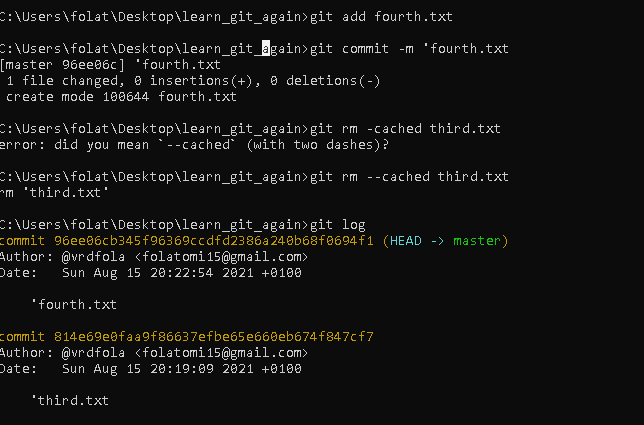 C:\Users\folat\Desktop\learn_git_again>git add fourth.txt
C:\Users\folat\Desktop\learn_git_again>git commit -m 'fourth.txt
[master 96ee06c] 'fourth.txt
1 file changed, 0 insertions(+), 0 deletions(-)
create mode 100644 fourth.txt
C:\Users\folat\Desktop\learn_git_again>git rm -cached third.txt
error: did you mean `--cached` (with two dashes)?
C:\Users\folat\Desktop\learn_git_again>git rm --cached third.txt
rm 'third.txt'
C:\Users\folat\Desktop\learn_git_again>git log
commit 96ee06cb345f96369ccdfd2386a240b68f0694f1 (HEAD -> master)
Author: @vrdfola <folatomi15@gmail.com>
Date: Sun Aug 15 20:22:54 2021 +0100
'fourth.txt
commit 814e69e0faa9f86637efbe65e660eb674f847cf7
Author: @vrdfola <folatomi15@gmail.com>
Date: Sun Aug 15 20:19:09 2021 +0100
'third.txt